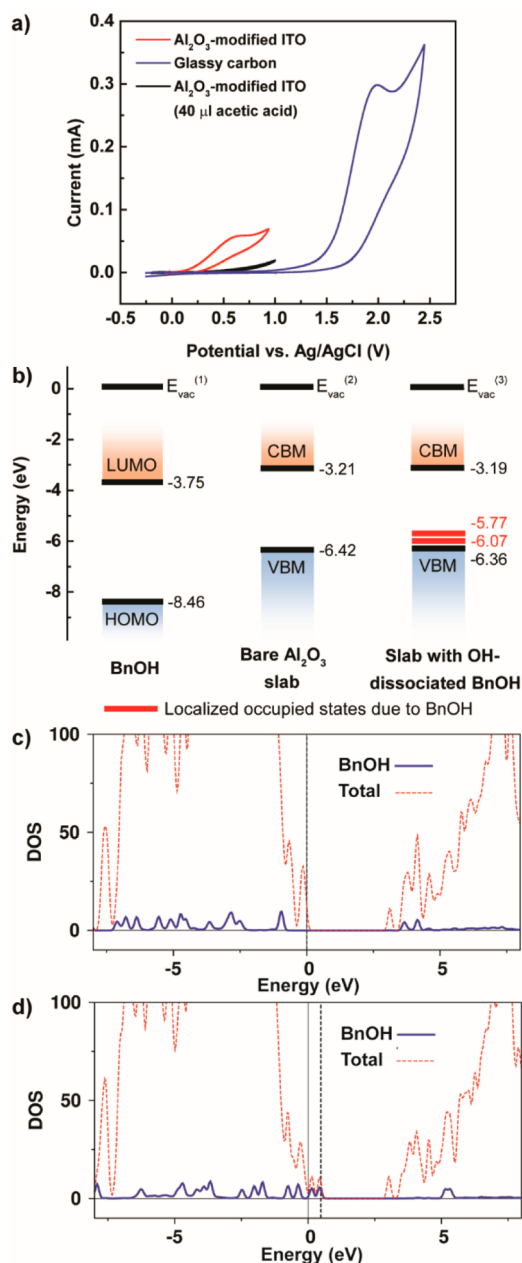 a)
Al₂O₃-modified ITO
Glassy carbon
Al₂O₃-modified ITO
(40 μl acetic acid)
0.4
0.3
0.2
0.1
0.0
Current (mA)
-0.5 0.0 0.5 1.0 1.5 2.0 2.5
Potential vs. Ag/AgCl (V)
b)
0
-2
-4
-6
-8
Energy (eV)
Evac(1) Evac(2) Evac(3)
LUMO -3.75
CBM -3.21
CBM -3.19
-5.77
-6.07
VBM -6.42
VBM -6.36
HOMO -8.46
BnOH
Bare Al₂O₃
slab
Slab with OH-
dissociated BnOH
Localized occupied states due to BnOH
c)
100
50
0
DOS
BnOH
Total
-5 0 5
Energy (eV)
d)
100
50
0
DOS
BnOH
Total
-5 0 5
Energy (eV)